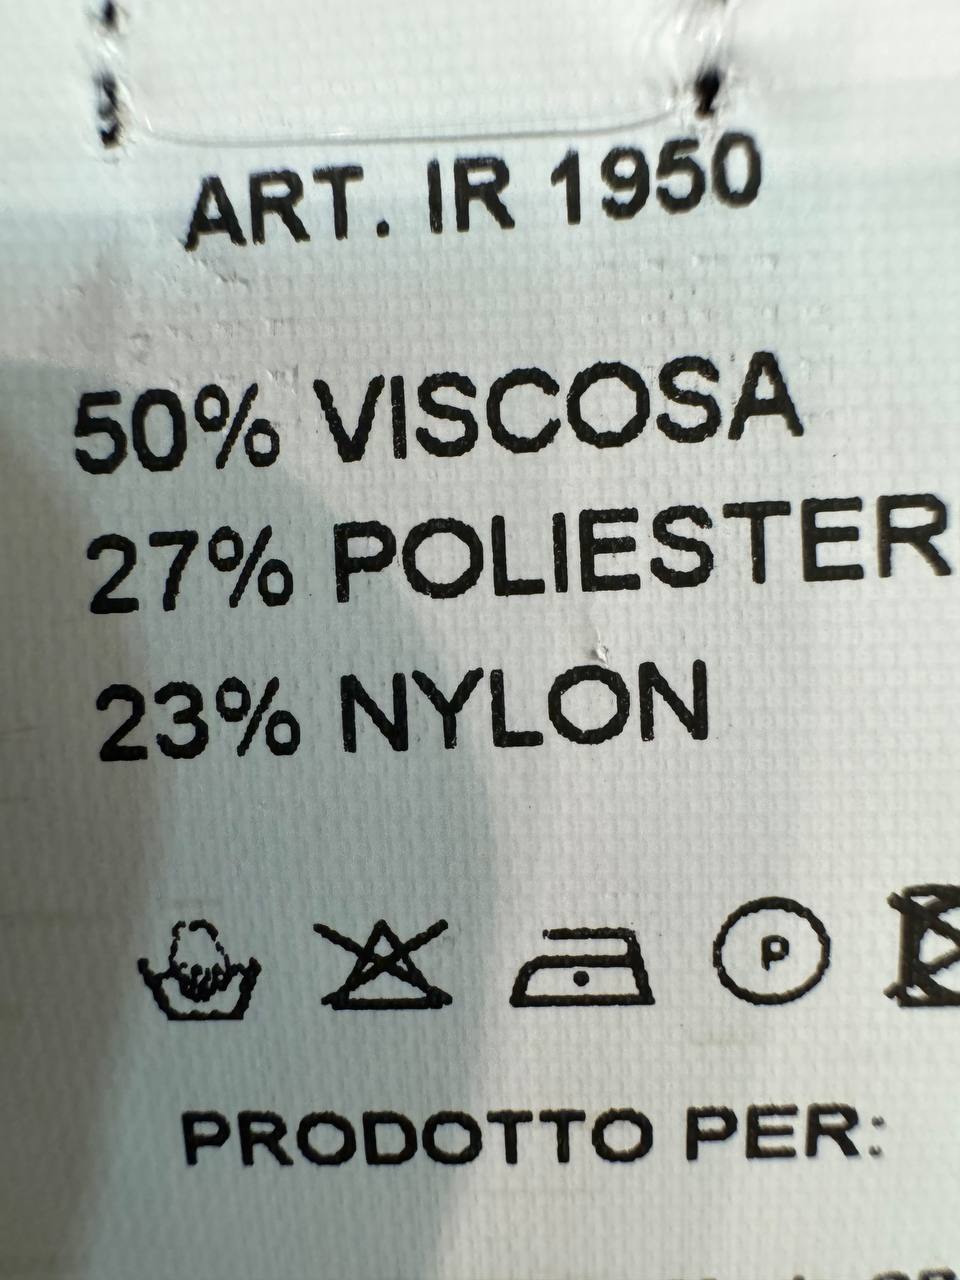 ART. IR 1950
50% VISCOSA
27% POLIESTER
23% NYLON
P
PRODOTTO PER: